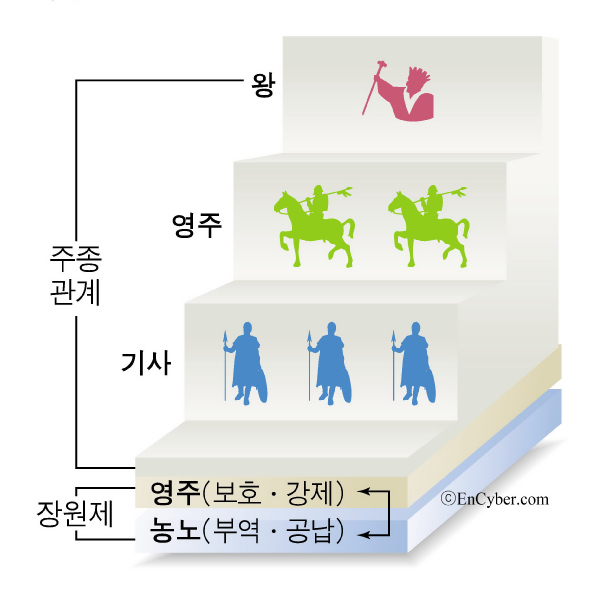 왕
영주
주종
관계
기사
장원제
영주(보호·강제)
농노(부역·공납)
ⓒEnCyber.com